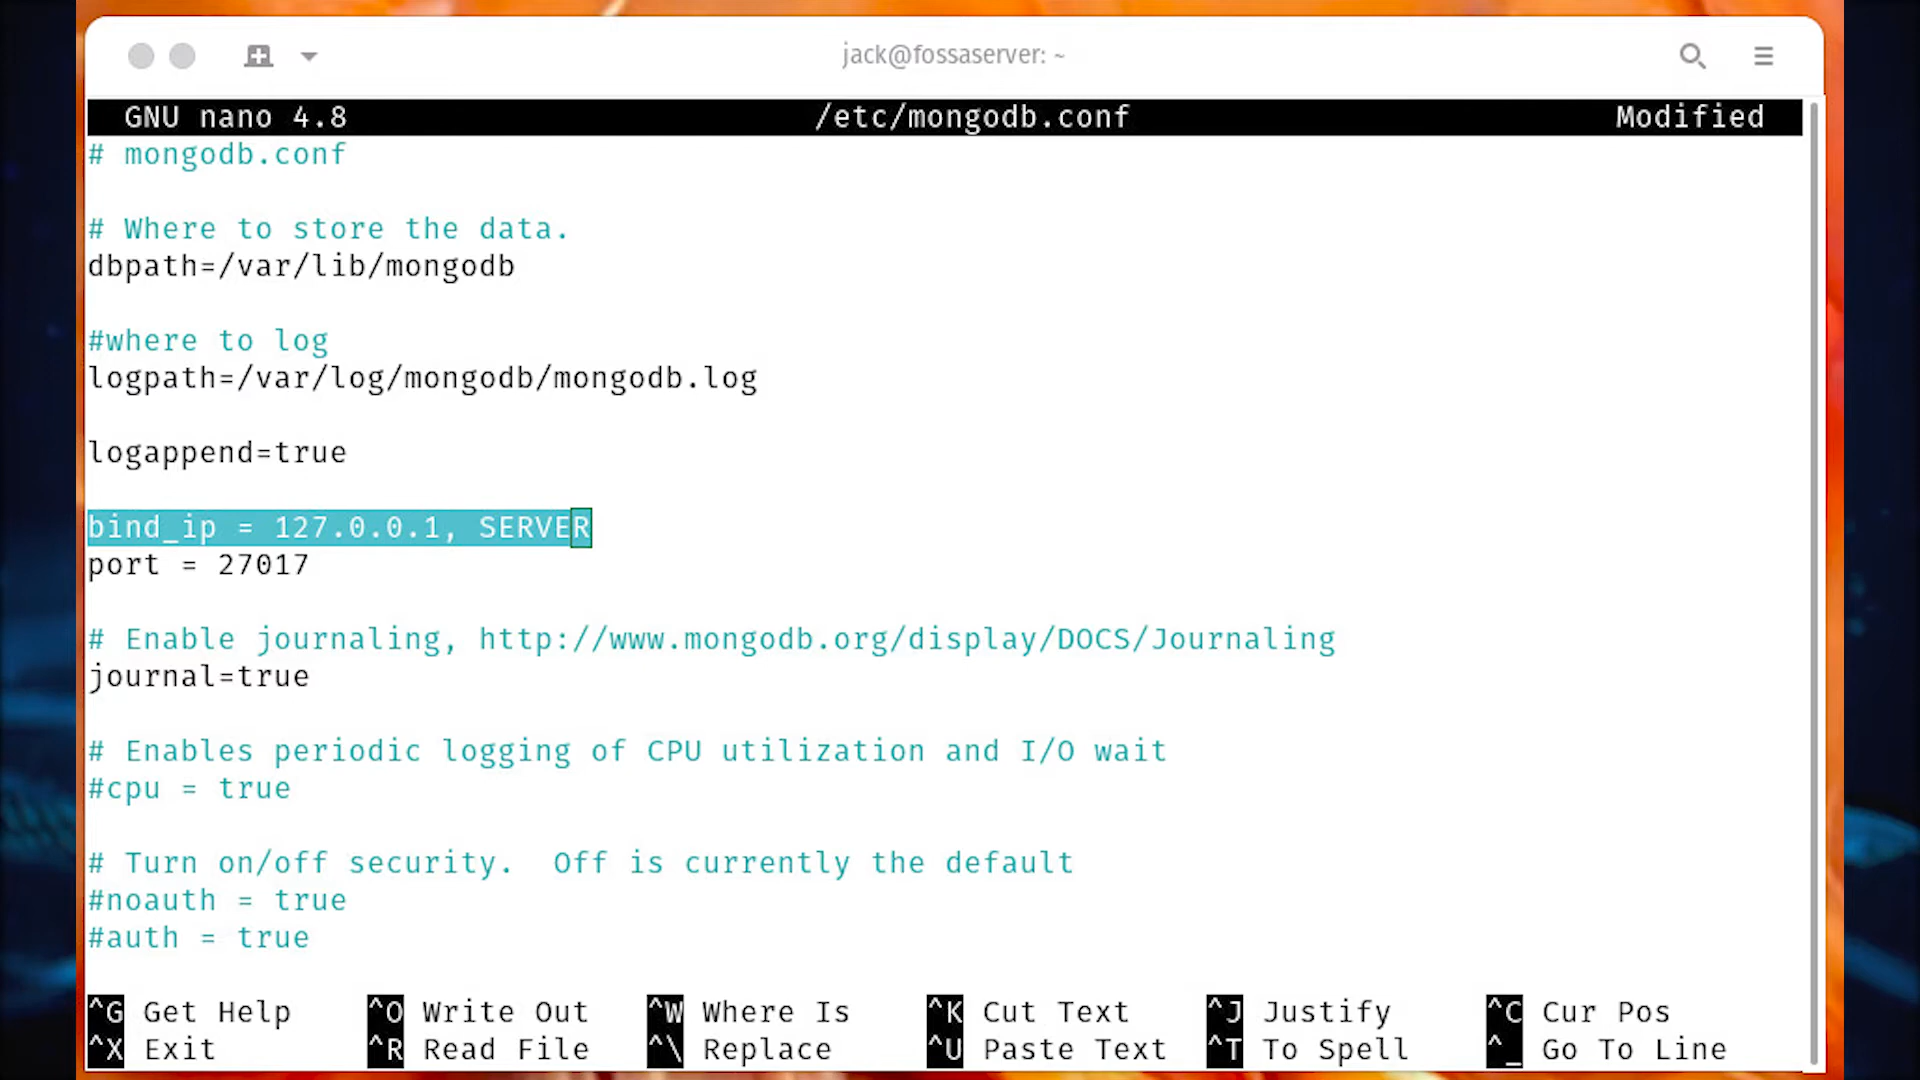 jack@fossaserver: ~
GNU nano 4.8 /etc/mongodb.conf Modified
# mongodb.conf
# Where to store the data.
dbpath=/var/lib/mongodb
#where to log
logpath=/var/log/mongodb/mongodb.log
logappend=true
bind_ip = 127.0.0.1, SERVER
port = 27017
# Enable journaling, http://www.mongodb.org/display/DOCS/Journaling
journal=true
# Enables periodic logging of CPU utilization and I/O wait
#cpu = true
# Turn on/off security.  Off is currently the default
#noauth = true
#auth = true
^G Get Help ^O Write Out ^W Where Is ^K Cut Text ^J Justify ^C Cur Pos
^X Exit ^R Read File ^\ Replace ^U Paste Text ^T To Spell ^_ Go To Line